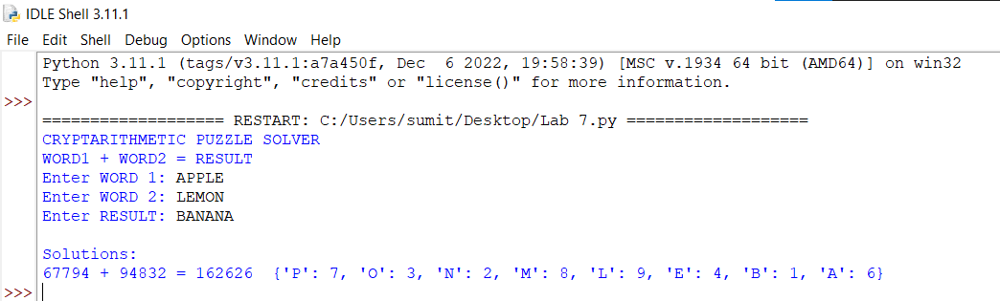 IDLE Shell 3.11.1
File Edit Shell Debug Options Window Help
Python 3.11.1 (tags/v3.11.1:a7a450f, Dec  6 2022, 19:58:39) [MSC v.1934 64 bit (AMD64)] on win32
Type "help", "copyright", "credits" or "license()" for more information.
>>>
=================== RESTART: C:/Users/sumit/Desktop/Lab 7.py ===================
CRYPTARITHMETIC PUZZLE SOLVER
WORD1 + WORD2 = RESULT
Enter WORD 1: APPLE
Enter WORD 2: LEMON
Enter RESULT: BANANA
Solutions:
67794 + 94832 = 162626  {'P': 7, 'O': 3, 'N': 2, 'M': 8, 'L': 9, 'E': 4, 'B': 1, 'A': 6}
>>>